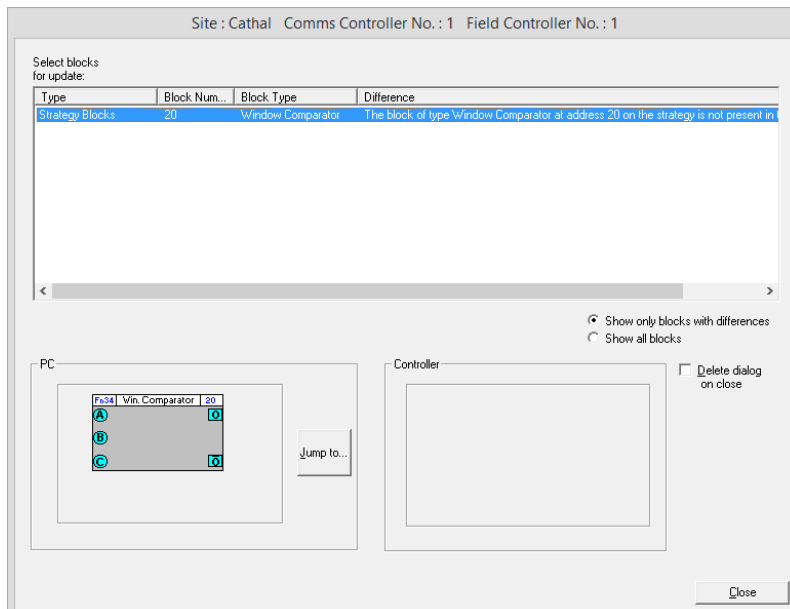 Site : Cathal Comms Controller No. : 1 Field Controller No. : 1
Select blocks
for update:
Type Block Num... Block Type Difference
Strategy Blocks 20 Window Comparator The block of type Window Comparator at address 20 on the strategy is not present in
Show only blocks with differences
Show all blocks
PC
Fn34 Win. Comparator 20
A O
B
C O
Jump to...
Controller
Delete dialog
on close
Close